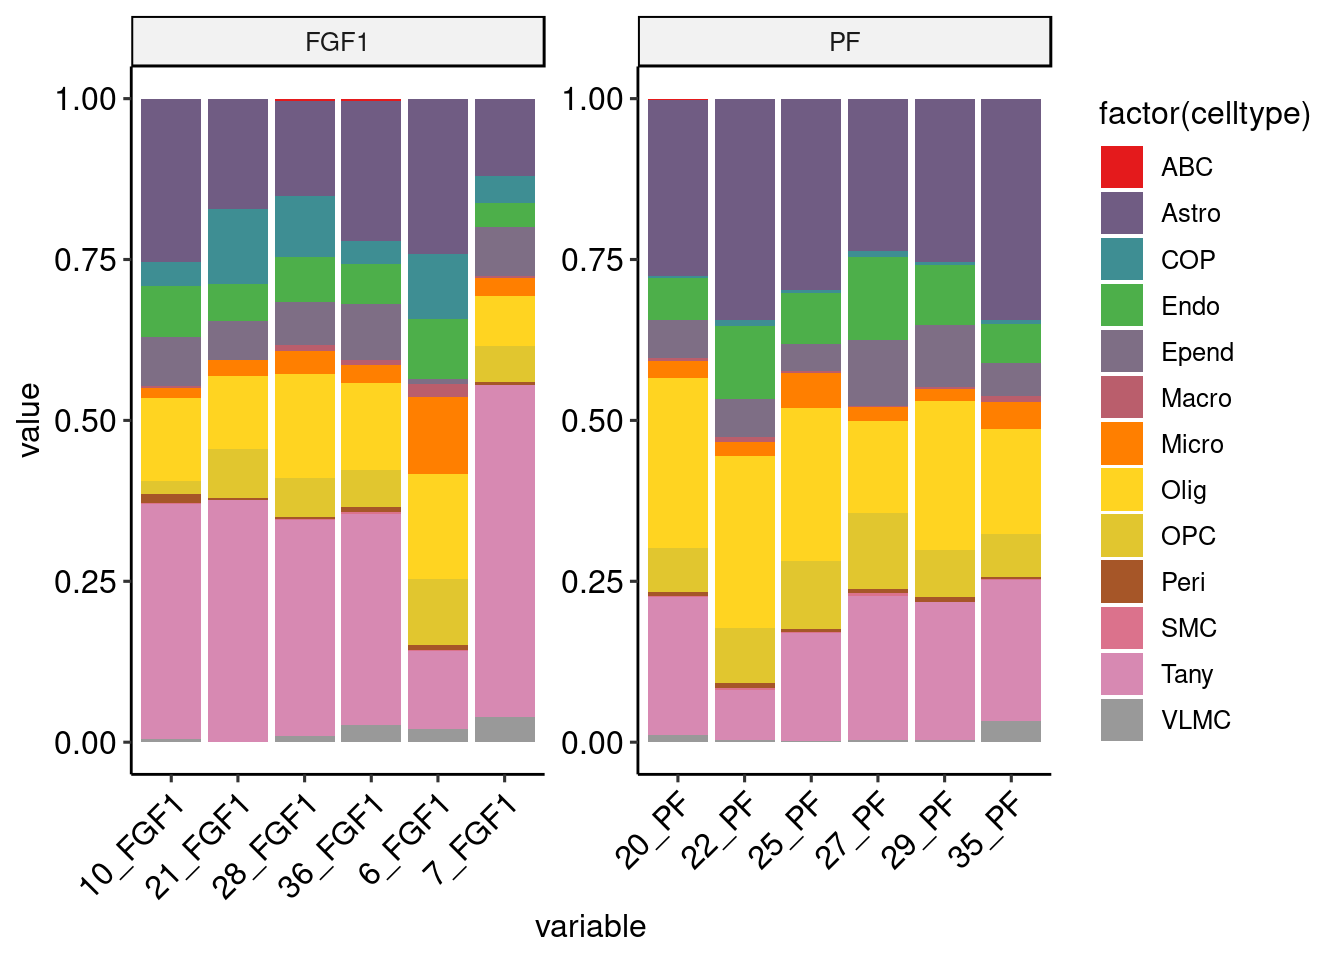 FGF1
PF
value
1.00
0.75
0.50
0.25
0.00
1.00
0.75
0.50
0.25
0.00
10_FGF1
21_FGF1
28_FGF1
36_FGF1
6_FGF1
7_FGF1
20_PF
22_PF
25_PF
27_PF
29_PF
35_PF
variable
factor(celltype)
ABC
Astro
COP
Endo
Epend
Macro
Micro
Olig
OPC
Peri
SMC
Tany
VLMC